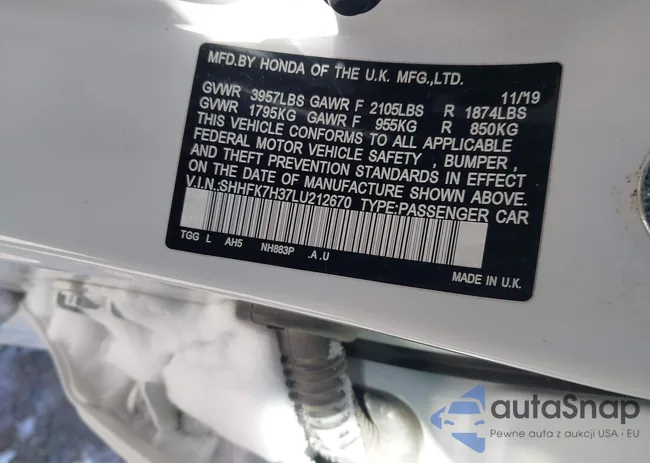 MFD.BY HONDA OF THE U.K. MFG.,LTD.
11/19
GVWR 3957LBS GAWR F 2105LBS R 1874LBS
GVWR 1795KG GAWR F 955KG R 850KG
THIS VEHICLE CONFORMS TO ALL APPLICABLE
FEDERAL MOTOR VEHICLE SAFETY , BUMPER ,
AND THEFT PREVENTION STANDARDS IN EFFECT
ON THE DATE OF MANUFACTURE SHOWN ABOVE.
V.I.N:SHHFK7H37LU212670 TYPE:PASSENGER CAR
TGG L AH5 NH883P .A.U
MADE IN U.K.
autaSnap
Pewne auta z aukcji USA i EU